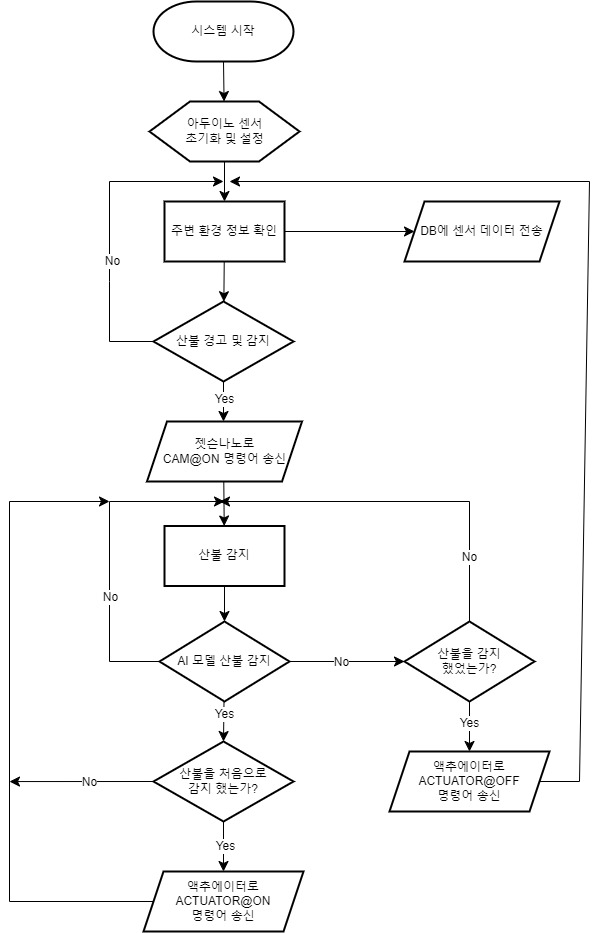 시스템 시작
아두이노 센서
초기화 및 설정
주변 환경 정보 확인
DB에 센서 데이터 전송
No
산불 경고 및 감지
Yes
젯슨나노로
CAM@ON 명령어 송신
산불 감지
No
No
AI 모델 산불 감지
No
산불을 감지
했었는가?
Yes
Yes
산불을 처음으로
감지 했는가?
No
액추에이터로
ACTUATOR@OFF
명령어 송신
Yes
액추에이터로
ACTUATOR@ON
명령어 송신